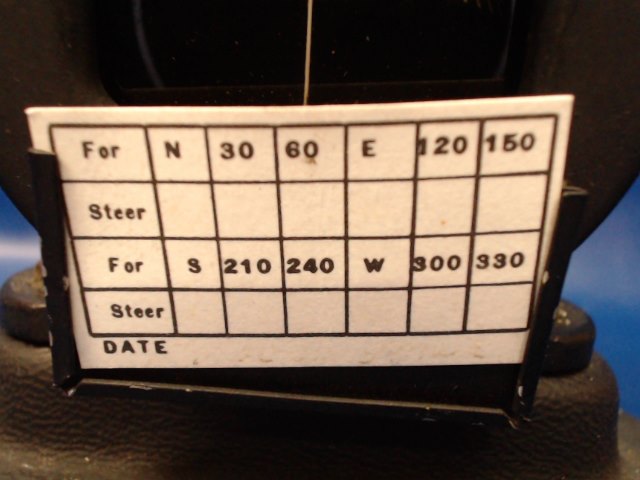 For N 30 60 E 120 150
Steer
For S 210 240 W 300 330
Steer
DATE